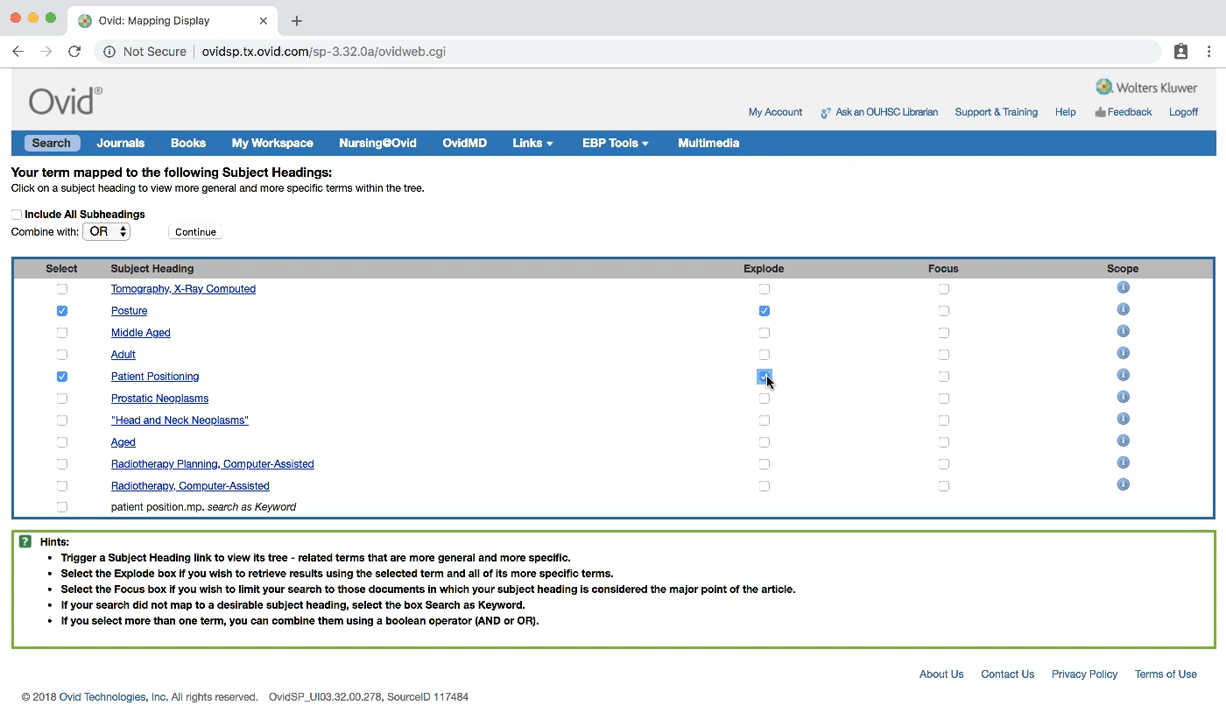 Ovid: Mapping Display
Not Secure | ovidsp.tx.ovid.com/sp-3.32.0a/ovidweb.cgi
Ovid®
Wolters Kluwer
My Account Ask an OUHSC Librarian Support & Training Help Feedback Logoff
Search Journals Books My Workspace Nursing@Ovid OvidMD Links EBP Tools Multimedia
Your term mapped to the following Subject Headings:
Click on a subject heading to view more general and more specific terms within the tree.
Include All Subheadings
Combine with: OR Continue
Select Subject Heading Explode Focus Scope
Tomography, X-Ray Computed
Posture
Middle Aged
Adult
Patient Positioning
Prostatic Neoplasms
"Head and Neck Neoplasms"
Aged
Radiotherapy Planning, Computer-Assisted
Radiotherapy, Computer-Assisted
patient position.mp. search as Keyword
? Hints:
• Trigger a Subject Heading link to view its tree - related terms that are more general and more specific.
• Select the Explode box if you wish to retrieve results using the selected term and all of its more specific terms.
• Select the Focus box if you wish to limit your search to those documents in which your subject heading is considered the major point of the article.
• If your search did not map to a desirable subject heading, select the box Search as Keyword.
• If you select more than one term, you can combine them using a boolean operator (AND or OR).
About Us Contact Us Privacy Policy Terms of Use
© 2018 Ovid Technologies, Inc. All rights reserved. OvidSP_UI03.32.00.278, SourceID 117484